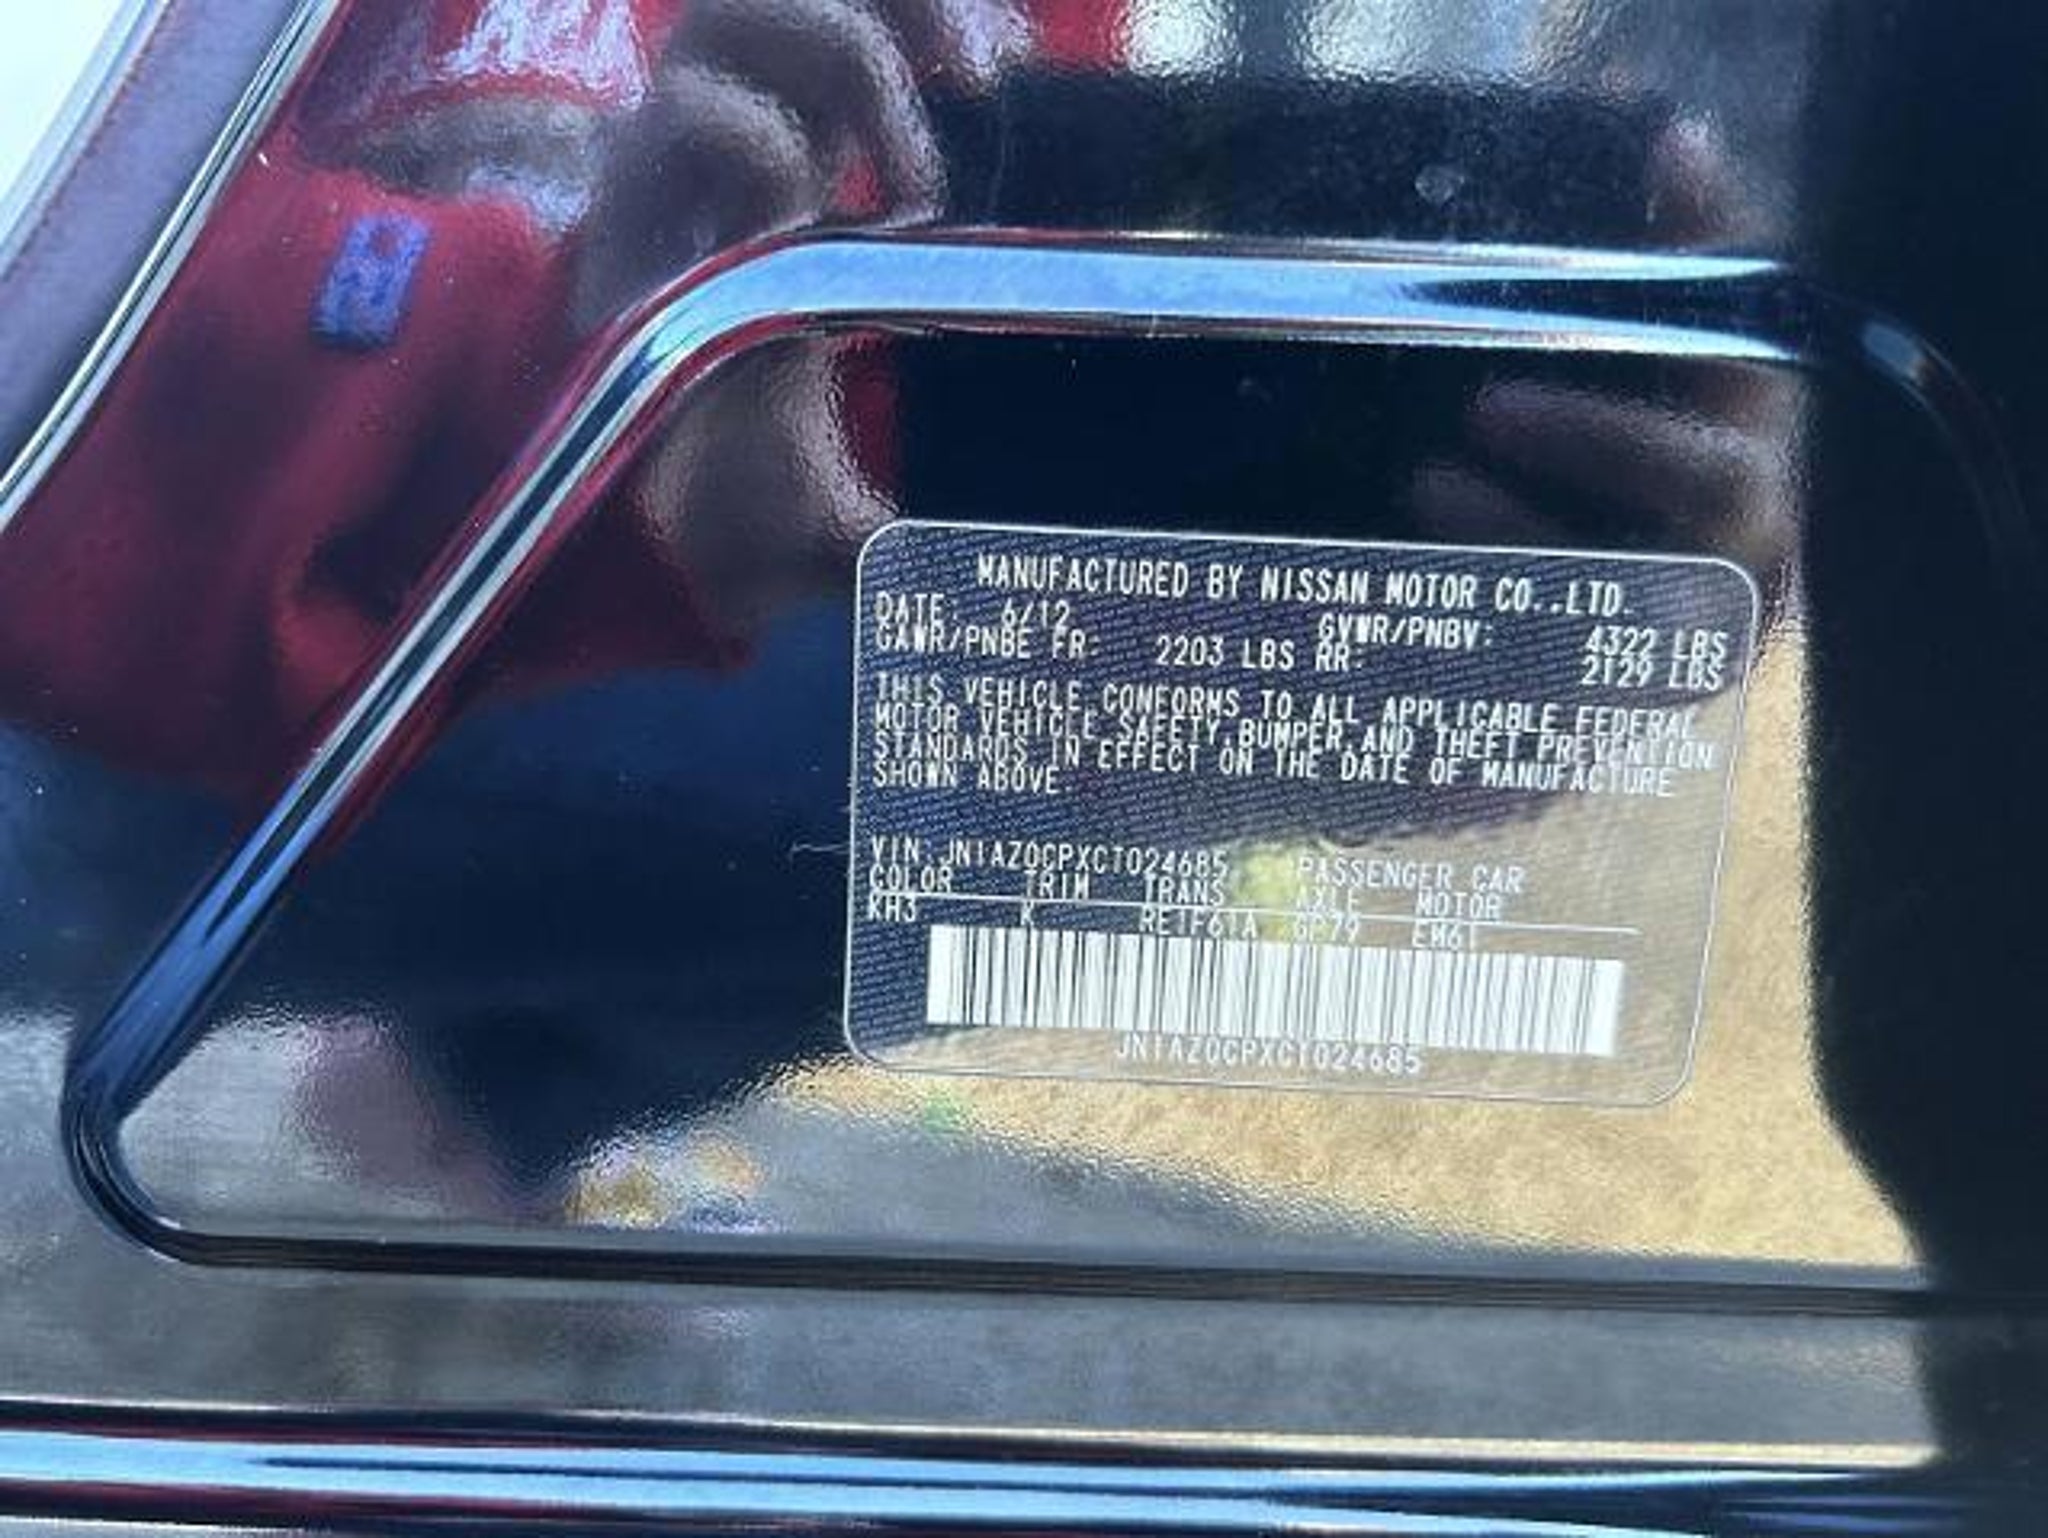 MANUFACTURED BY NISSAN MOTOR CO.,LTD.
DATE: 6/12 GVWR/PNBV: 4322 LBS
GAWR/PNBE FR: 2203 LBS RR: 2129 LBS
THIS VEHICLE CONFORMS TO ALL APPLICABLE FEDERAL
MOTOR VEHICLE SAFETY, BUMPER, AND THEFT PREVENTION
STANDARDS IN EFFECT ON THE DATE OF MANUFACTURE
SHOWN ABOVE.
VIN: JN1AZ0CPXCT024685 PASSENGER CAR
COLOR TRIM TRANS AXLE MOTOR
KH3 K RE1F61A GP79 EM61
JN1AZ0CPXCT024685